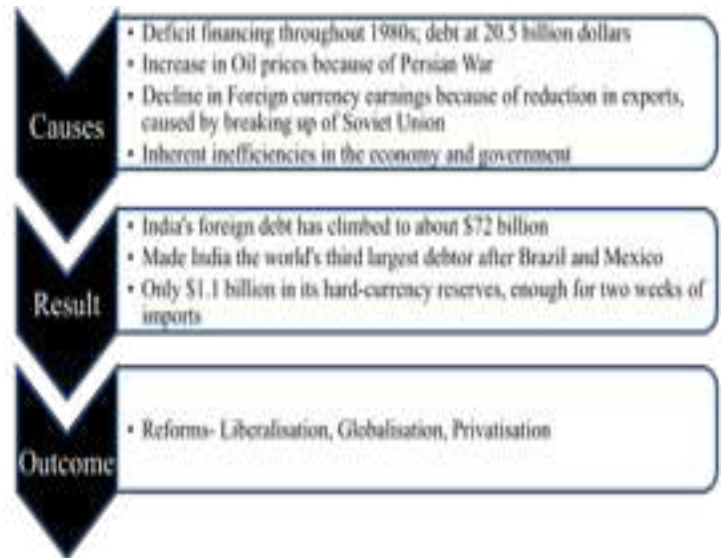 Causes
• Deficit financing throughout 1980s; debt at 20.5 billion dollars
• Increase in Oil prices because of Persian War
• Decline in Foreign currency earnings because of reduction in exports,
caused by breaking up of Soviet Union
• Inherent inefficiencies in the economy and government
Result
• India's foreign debt has climbed to about $72 billion
• Made India the world's third largest debtor after Brazil and Mexico
• Only $1.1 billion in its hard-currency reserves, enough for two weeks of
imports
Outcome
• Reforms- Liberalisation, Globalisation, Privatisation